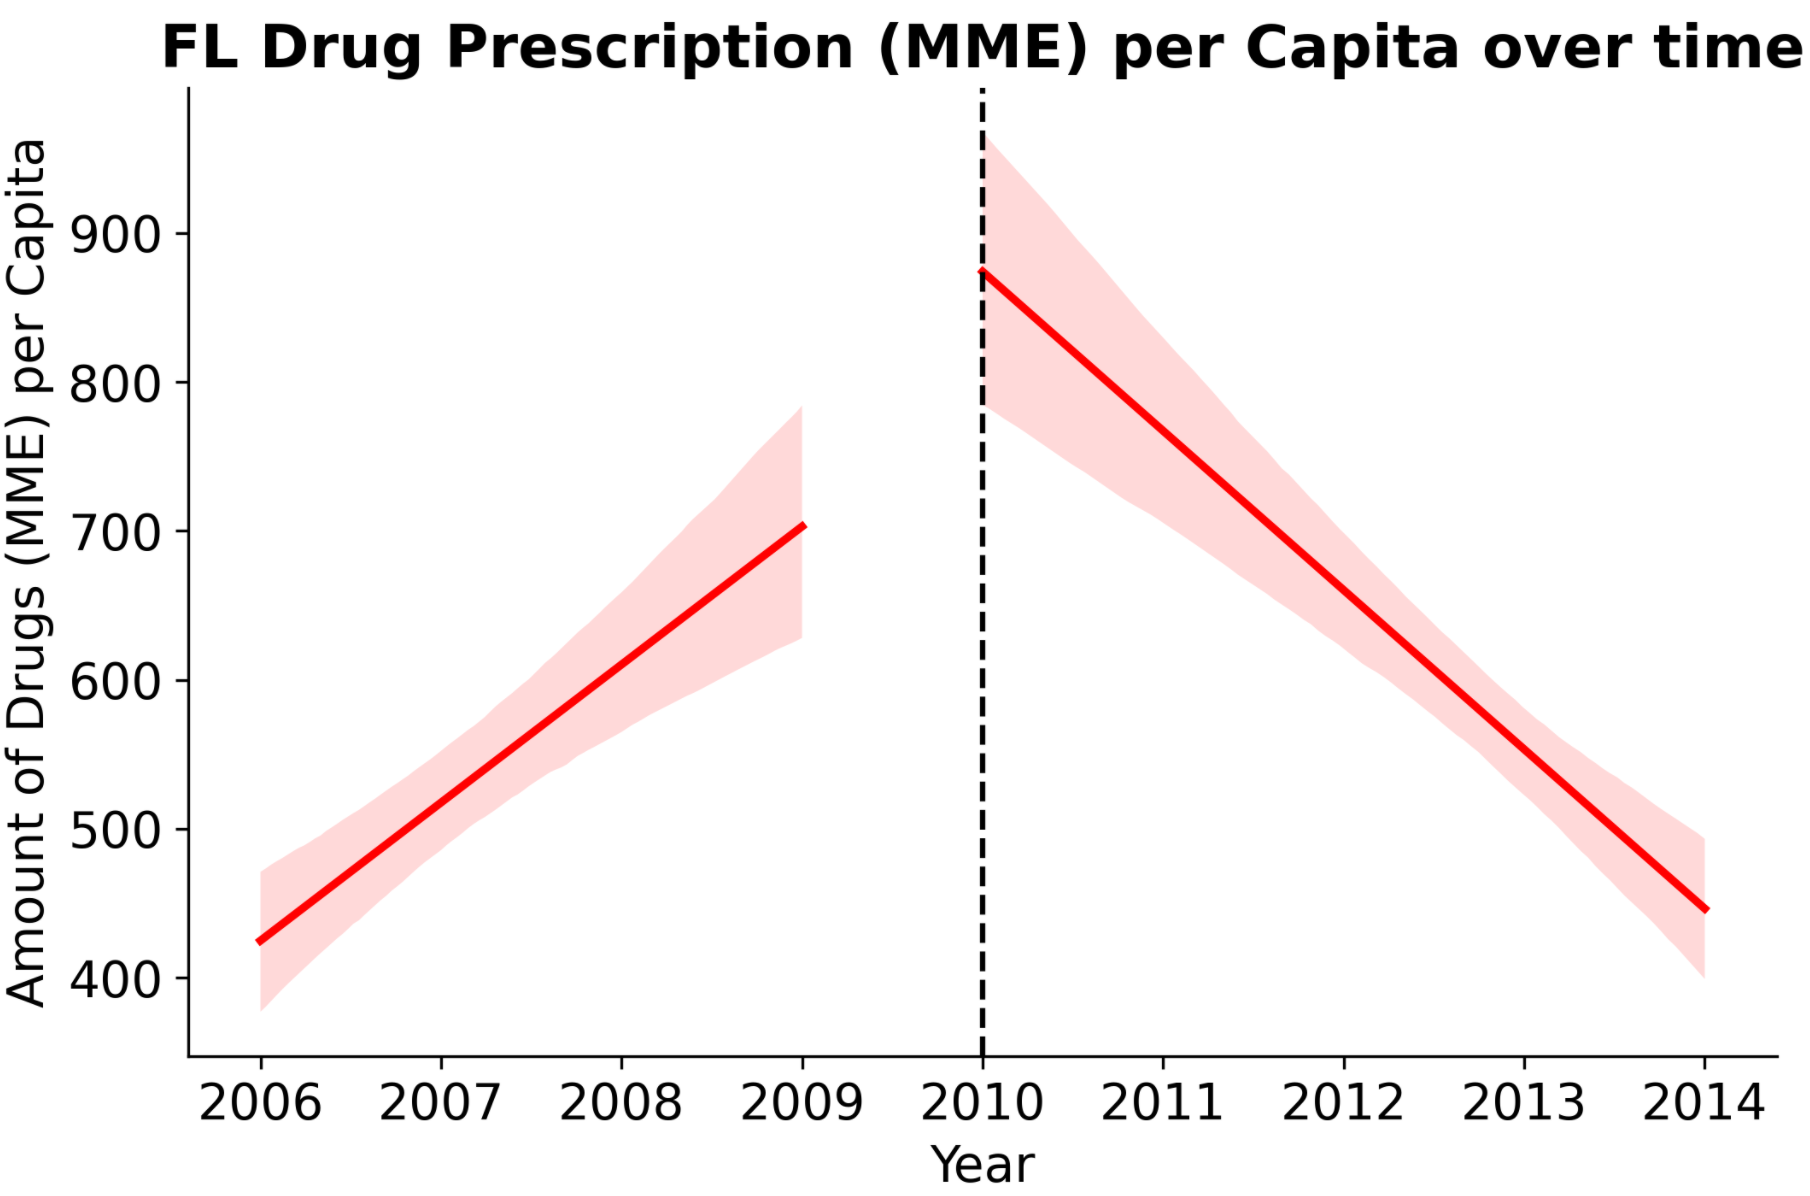 FL Drug Prescription (MME) per Capita over time
Amount of Drugs (MME) per Capita
900
800
700
600
500
400
2006 2007 2008 2009 2010 2011 2012 2013 2014
Year